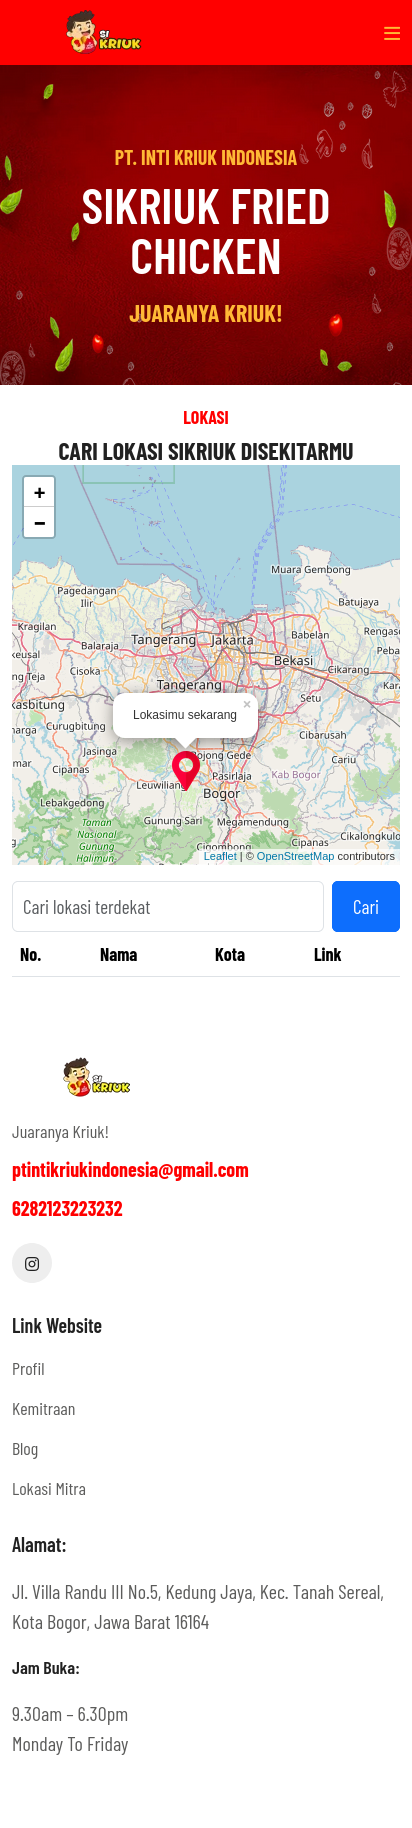 SI
KRIUK
PT. INTI KRIUK INDONESIA
SIKRIUK FRIED
CHICKEN
JUARANYA KRIUK!
LOKASI
CARI LOKASI SIKRIUK DISEKITARMU
+
−
Muara Gembong
Pagedangan
Ilir
Batujaya
Kragilan
Tangerang
Jakarta
Babelan
Rengas
Balaraja
Bekasi
Peba
keusal
Cikarang
ng Teja
Cisoka
Kara
Tangerang
Setu
kasbitung
Curugbitung
Lokasimu sekarang
×
Cibarusah
arga
Jasinga
Cariu
mar
Cipanas
ojong Gede
Pasirlaja
Kab Bogor
Leuwiliang
Bogor
Lebakgedong
Gunung Sari
Megamendung
Taman
Nasional
Gunung
Halimun
Cikalongkulo
Cipanas
Cigombong
Leaflet | © OpenStreetMap contributors
Cari lokasi terdekat
Cari
No. Nama Kota Link
SI
KRIUK
Juaranya Kriuk!
ptintikriukindonesia@gmail.com
6282123223232
Link Website
Profil
Kemitraan
Blog
Lokasi Mitra
Alamat:
Jl. Villa Randu III No.5, Kedung Jaya, Kec. Tanah Sereal,
Kota Bogor, Jawa Barat 16164
Jam Buka:
9.30am – 6.30pm
Monday To Friday